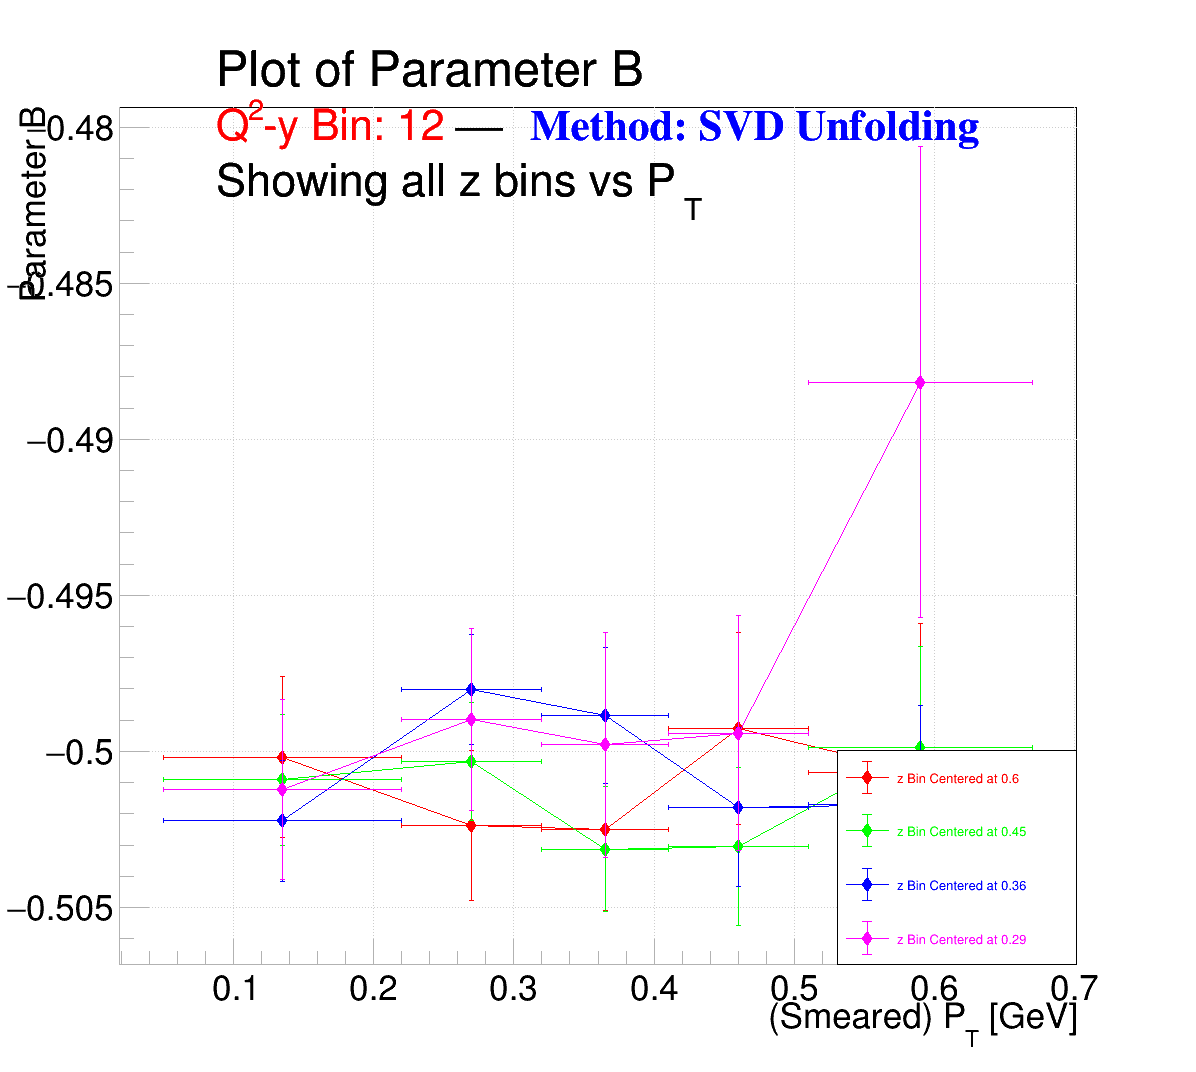 Plot of Parameter B
Q²-y Bin: 12 — Method: SVD Unfolding
Showing all z bins vs P_T
Parameter B
−0.48
−0.485
−0.49
−0.495
−0.5
−0.505
z Bin Centered at 0.6
z Bin Centered at 0.45
z Bin Centered at 0.36
z Bin Centered at 0.29
0.1 0.2 0.3 0.4 0.5 0.6 0.7
(Smeared) P_T [GeV]